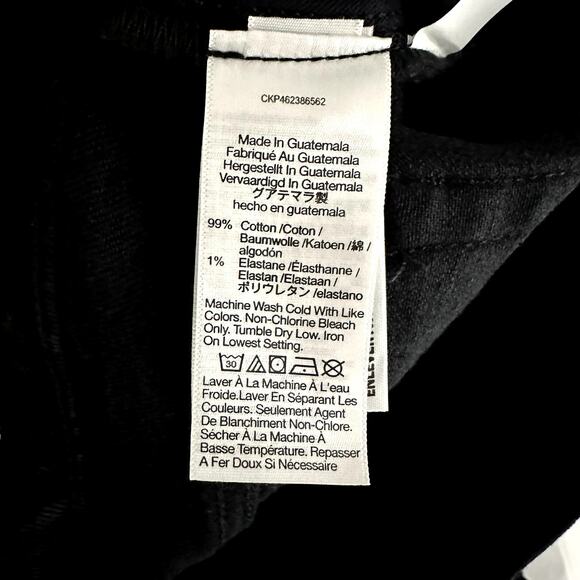 CKP462386562
Made In Guatemala
Fabriqué Au Guatemala
Hergestellt In Guatemala
Vervaardigd In Guatemala
グアテマラ製
hecho en guatemala
99% Cotton /Coton /
Baumwolle /Katoen /綿 /
algodón
1% Elastane /Élasthanne /
Elastan /Elastaan /
ポリウレタン /elastano
Machine Wash Cold With Like
Colors. Non-Chlorine Bleach
Only. Tumble Dry Low. Iron
On Lowest Setting.
30
Laver À La Machine À L'eau
Froide.Laver En Séparant Les
Couleurs. Seulement Agent
De Blanchiment Non-Chlore.
Sécher À La Machine À
Basse Température. Repasser
A Fer Doux Si Nécessaire